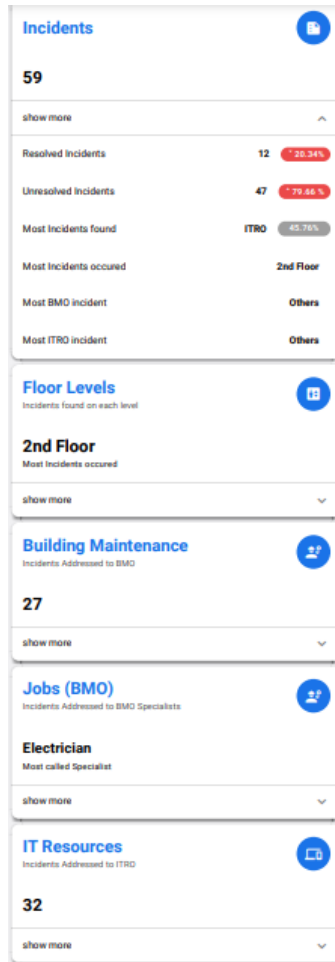 Incidents
59
show more
Resolved Incidents 12 ˆ 20.34%
Unresolved Incidents 47 ˆ 79.66 %
Most Incidents found ITRO 45.76%
Most Incidents occured 2nd Floor
Most BMO incident Others
Most ITRO incident Others
Floor Levels
Incidents found on each level
2nd Floor
Most Incidents occured
show more
Building Maintenance
Incidents Addressed to BMO
27
show more
Jobs (BMO)
Incidents Addressed to BMO Specialists
Electrician
Most called Specialist
show more
IT Resources
Incidents Addressed to ITRO
32
show more